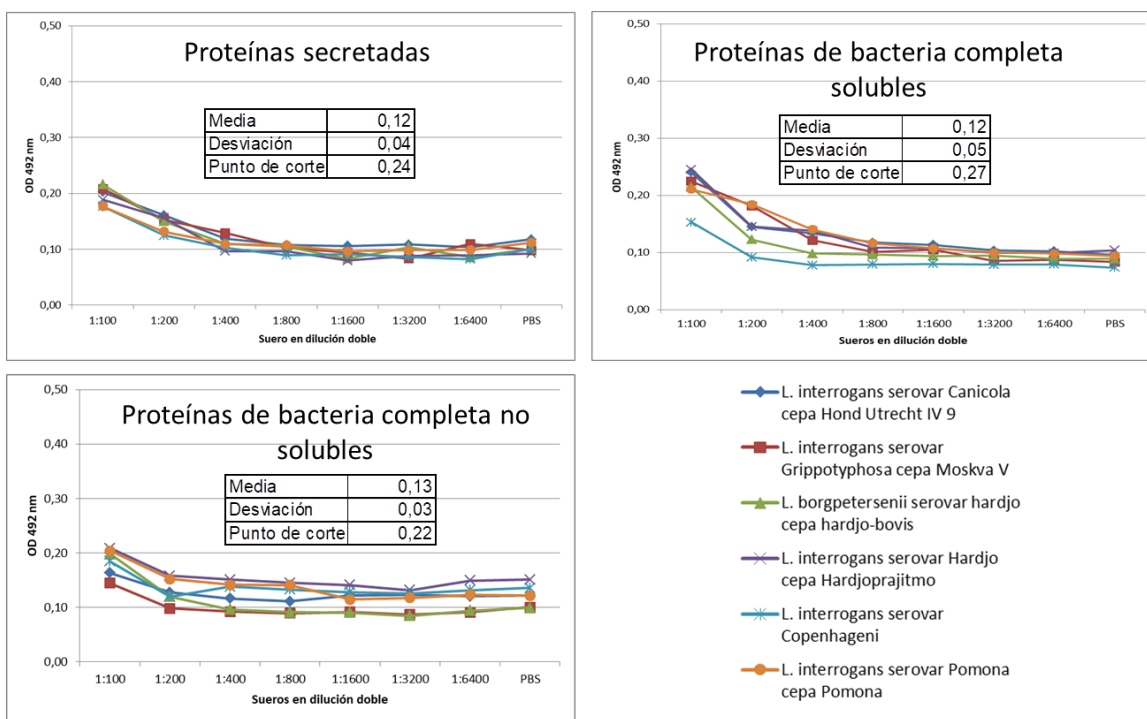 Proteínas secretadas
0,50
0,40
0,30
0,20
0,10
0,00
OD 492 nm
Media 0,12
Desviación 0,04
Punto de corte 0,24
1:100 1:200 1:400 1:800 1:1600 1:3200 1:6400 PBS
Suero en dilución doble
Proteínas de bacteria completa
solubles
0,50
0,40
0,30
0,20
0,10
0,00
OD 492 nm
Media 0,12
Desviación 0,05
Punto de corte 0,27
1:100 1:200 1:400 1:800 1:1600 1:3200 1:6400 PBS
Sueros en dilución doble
Proteínas de bacteria completa no
solubles
0,50
0,40
0,30
0,20
0,10
0,00
OD 492 nm
Media 0,13
Desviación 0,03
Punto de corte 0,22
1:100 1:200 1:400 1:800 1:1600 1:3200 1:6400 PBS
Sueros en dilución doble
L. interrogans serovar Canicola
cepa Hond Utrecht IV 9
L. interrogans serovar
Grippotyphosa cepa Moskva V
L. borgpetersenii serovar hardjo
cepa hardjo-bovis
L. interrogans serovar Hardjo
cepa Hardjoprajitmo
L. interrogans serovar
Copenhageni
L. interrogans serovar Pomona
cepa Pomona